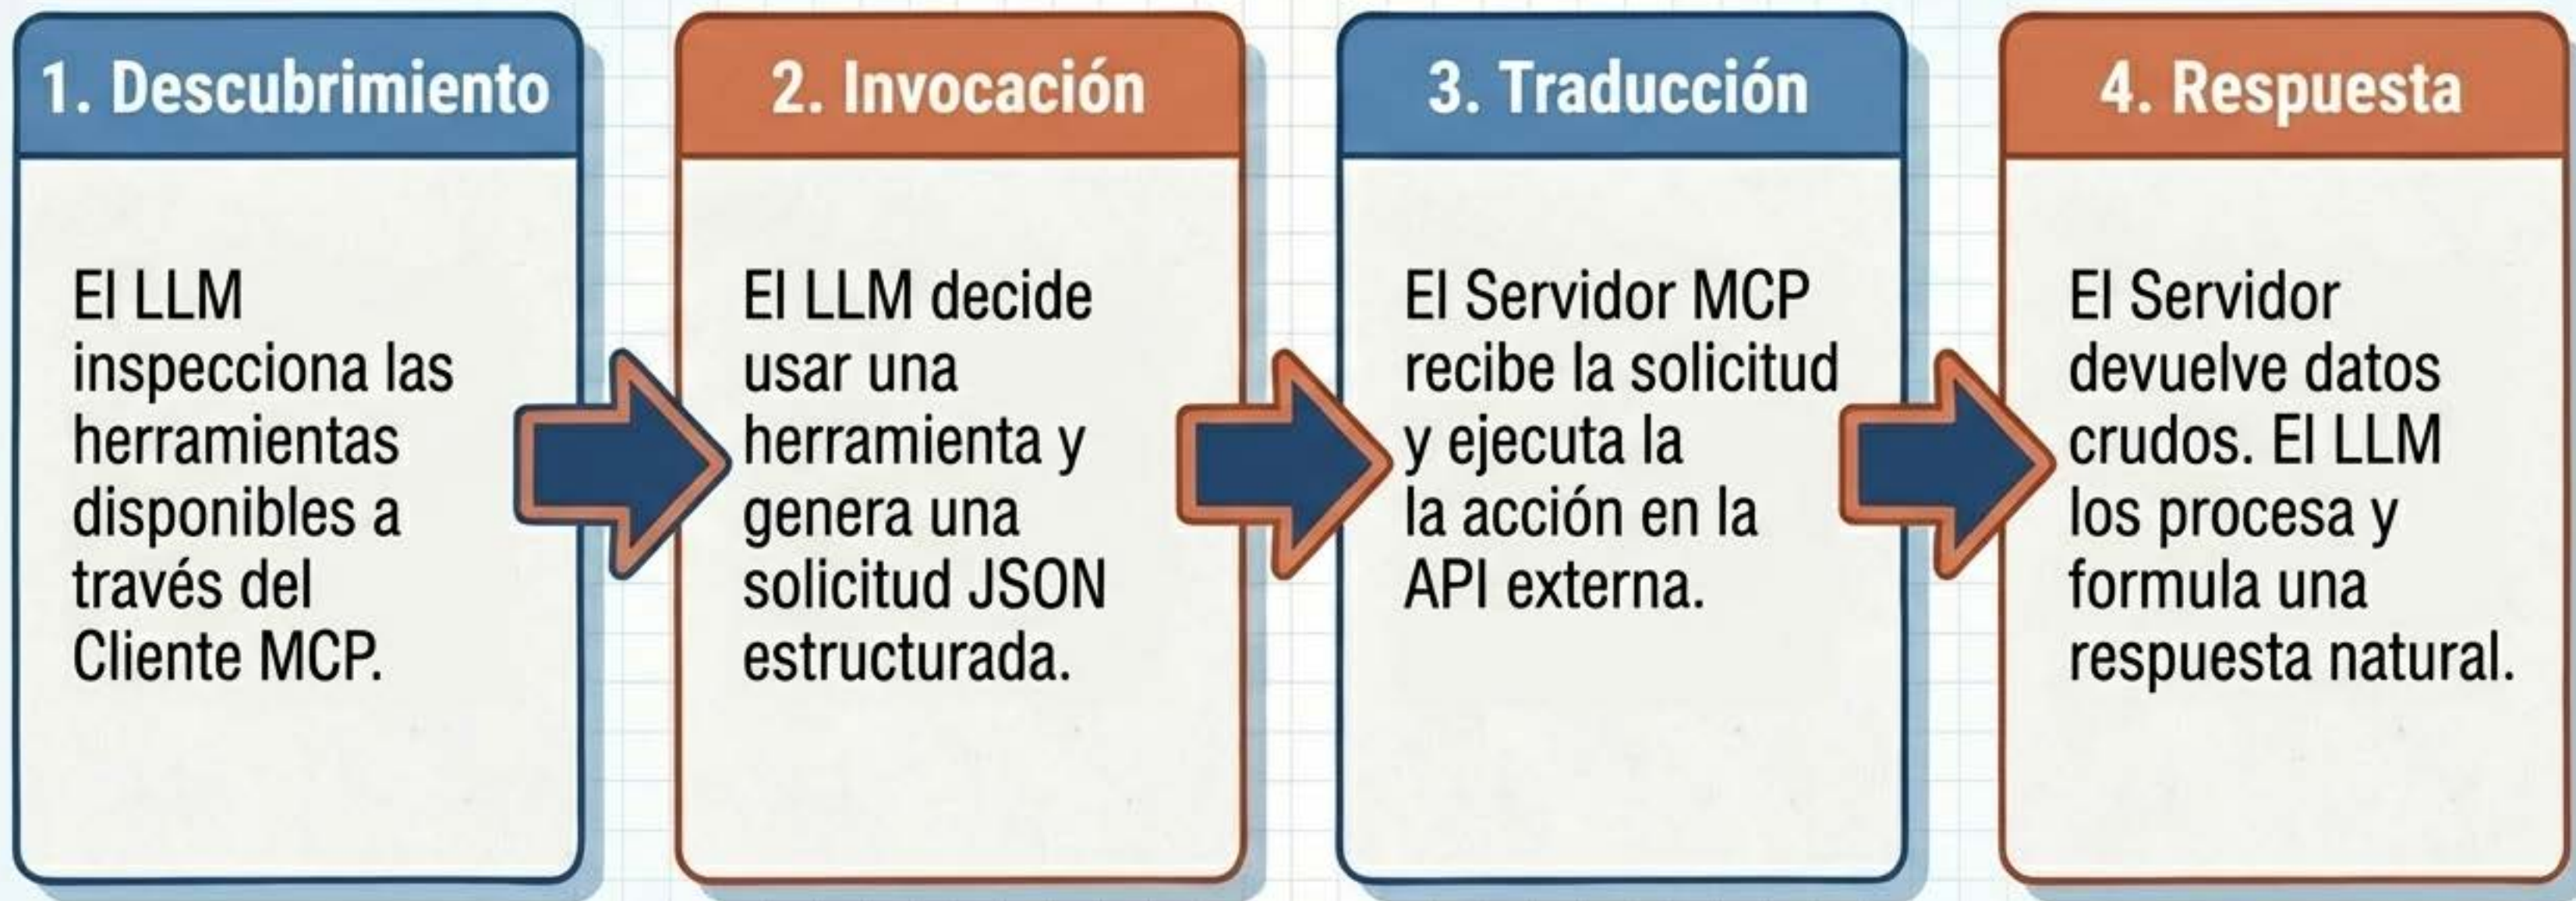 1. Descubrimiento
El LLM
inspecciona las
herramientas
disponibles a
través del
Cliente MCP.
2. Invocación
El LLM decide
usar una
herramienta y
genera una
solicitud JSON
estructurada.
3. Traducción
El Servidor MCP
recibe la solicitud
y ejecuta la
la acción en la
API externa.
4. Respuesta
El Servidor
devuelve datos
crudos. El LLM
los procesa y
formula una
respuesta natural.